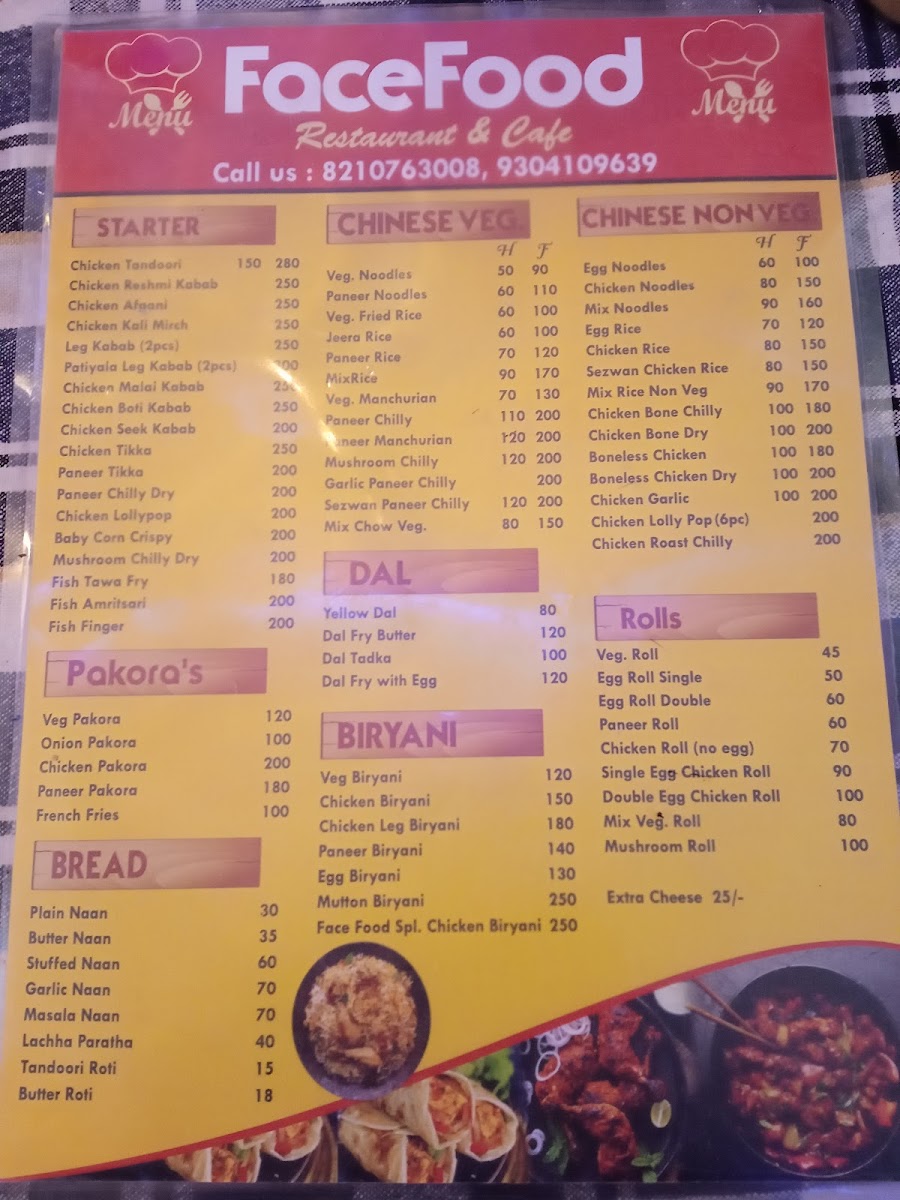 Menu
FaceFood
Menu
Restaurant & Cafe
Call us : 8210763008, 9304109639
STARTER
Chicken Tandoori 150 280
Chicken Reshmi Kabab 250
Chicken Afgani 250
Chicken Kali Mirch 250
Leg Kabab (2pcs) 250
Patiyala Leg Kabab (2pcs)
Chicken Malai Kabab 250
Chicken Boti Kabab 250
Chicken Seek Kabab 200
Chicken Tikka 250
Paneer Tikka 200
Paneer Chilly Dry 200
Chicken Lollypop 200
Baby Corn Crispy 200
Mushroom Chilly Dry 200
Fish Tawa Fry 180
Fish Amritsari 200
Fish Finger 200
Pakora's
Veg Pakora 120
Onion Pakora 100
Chicken Pakora 200
Paneer Pakora 180
French Fries 100
BREAD
Plain Naan 30
Butter Naan 35
Stuffed Naan 60
Garlic Naan 70
Masala Naan 70
Lachha Paratha 40
Tandoori Roti 15
Butter Roti 18
CHINESE VEG.
H F
Veg. Noodles 50 90
Paneer Noodles 60 110
Veg. Fried Rice 60 100
Jeera Rice 60 100
Paneer Rice 70 120
MixRice 90 170
Veg. Manchurian 70 130
Paneer Chilly 110 200
Paneer Manchurian 120 200
Mushroom Chilly 120 200
Garlic Paneer Chilly 200
Sezwan Paneer Chilly 120 200
Mix Chow Veg. 80 150
DAL
Yellow Dal 80
Dal Fry Butter 120
Dal Tadka 100
Dal Fry with Egg 120
BIRYANI
Veg Biryani 120
Chicken Biryani 150
Chicken Leg Biryani 180
Paneer Biryani 140
Egg Biryani 130
Mutton Biryani 250
Face Food Spl. Chicken Biryani 250
CHINESE NON VEG.
H F
Egg Noodles 60 100
Chicken Noodles 80 150
Mix Noodles 90 160
Egg Rice 70 120
Chicken Rice 80 150
Sezwan Chicken Rice 80 150
Mix Rice Non Veg 90 170
Chicken Bone Chilly 100 180
Chicken Bone Dry 100 200
Boneless Chicken 100 180
Boneless Chicken Dry 100 200
Chicken Garlic 100 200
Chicken Lolly Pop (6pc) 200
Chicken Roast Chilly 200
Rolls
Veg. Roll 45
Egg Roll Single 50
Egg Roll Double 60
Paneer Roll 60
Chicken Roll (no egg) 70
Single Egg Chicken Roll 90
Double Egg Chicken Roll 100
Mix Veg. Roll 80
Mushroom Roll 100
Extra Cheese 25/-